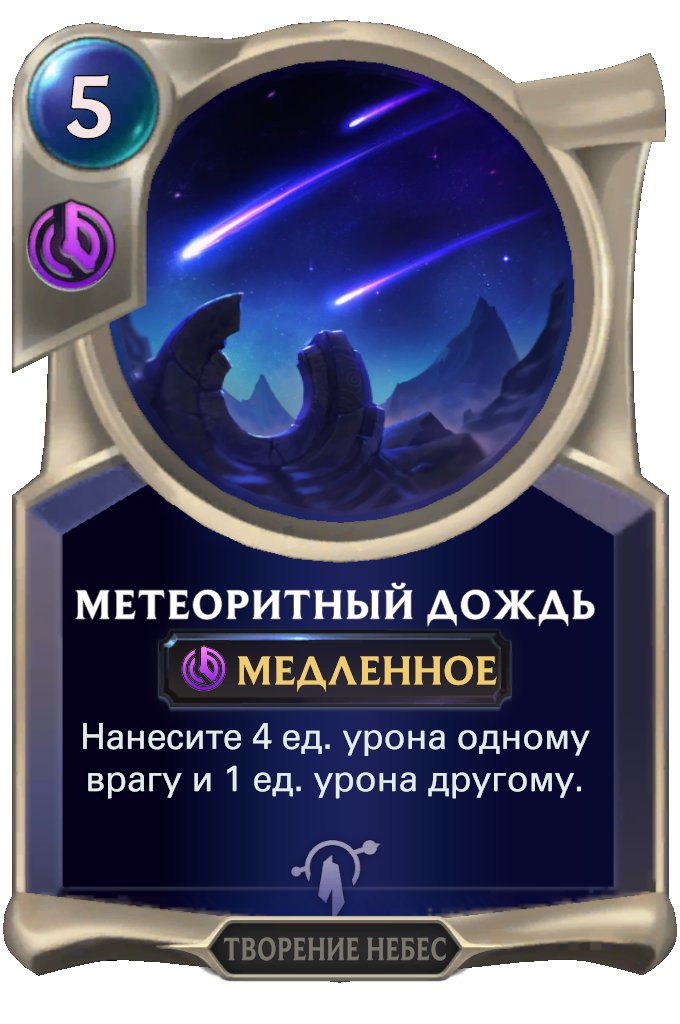 5
МЕТЕОРИТНЫЙ ДОЖДЬ
МЕДЛЕННОЕ
Нанесите 4 ед. урона одному
врагу и 1 ед. урона другому.
ТВОРЕНИЕ НЕБЕС